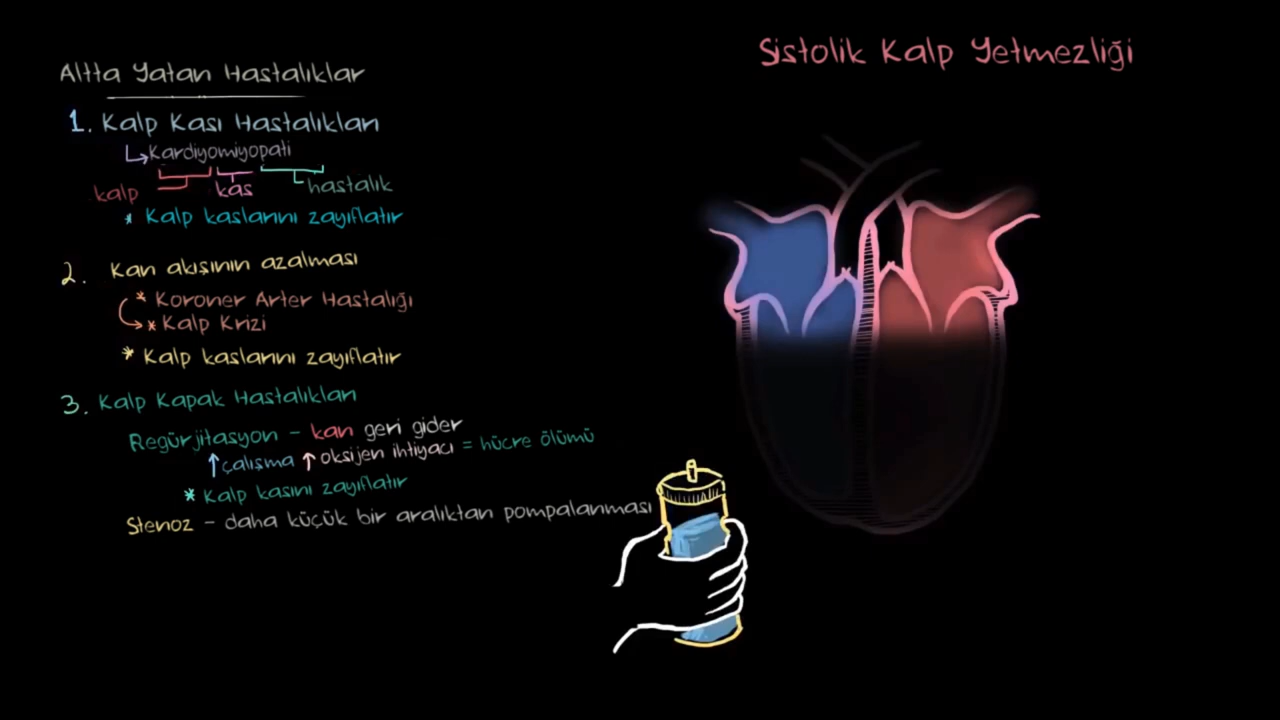 Sistolik Kalp Yetmezliği
Altta Yatan Hastalıklar
1. Kalp Kası Hastalıkları
Kardiyomiyopati
kalp kas hastalık
* Kalp kaslarını zayıflatır
2. Kan akışının azalması
* Koroner Arter Hastalığı
* Kalp Krizi
* Kalp kaslarını zayıflatır
3. Kalp Kapak Hastalıkları
Regürjitasyon - kan geri gider
↑çalışma ↑oksijen ihtiyacı = hücre ölümü
* Kalp kasını zayıflatır
Stenoz - daha küçük bir aralıktan pompalanması